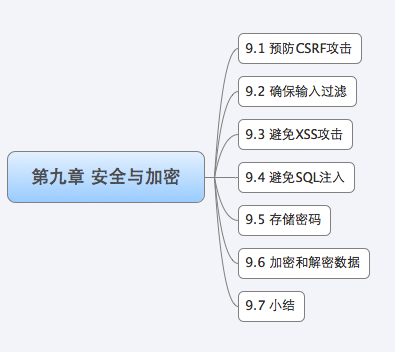 第九章 安全与加密
9.1 预防CSRF攻击
9.2 确保输入过滤
9.3 避免XSS攻击
9.4 避免SQL注入
9.5 存储密码
9.6 加密和解密数据
9.7 小结